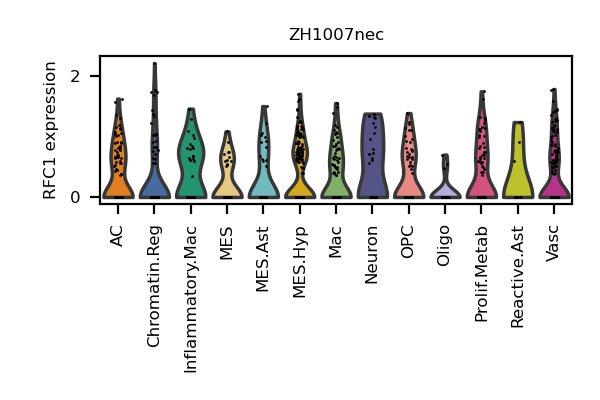 ZH1007nec
RFC1 expression
2
0
AC
Chromatin.Reg
Inflammatory.Mac
MES
MES.Ast
MES.Hyp
Mac
Neuron
OPC
Oligo
Prolif.Metab
Reactive.Ast
Vasc